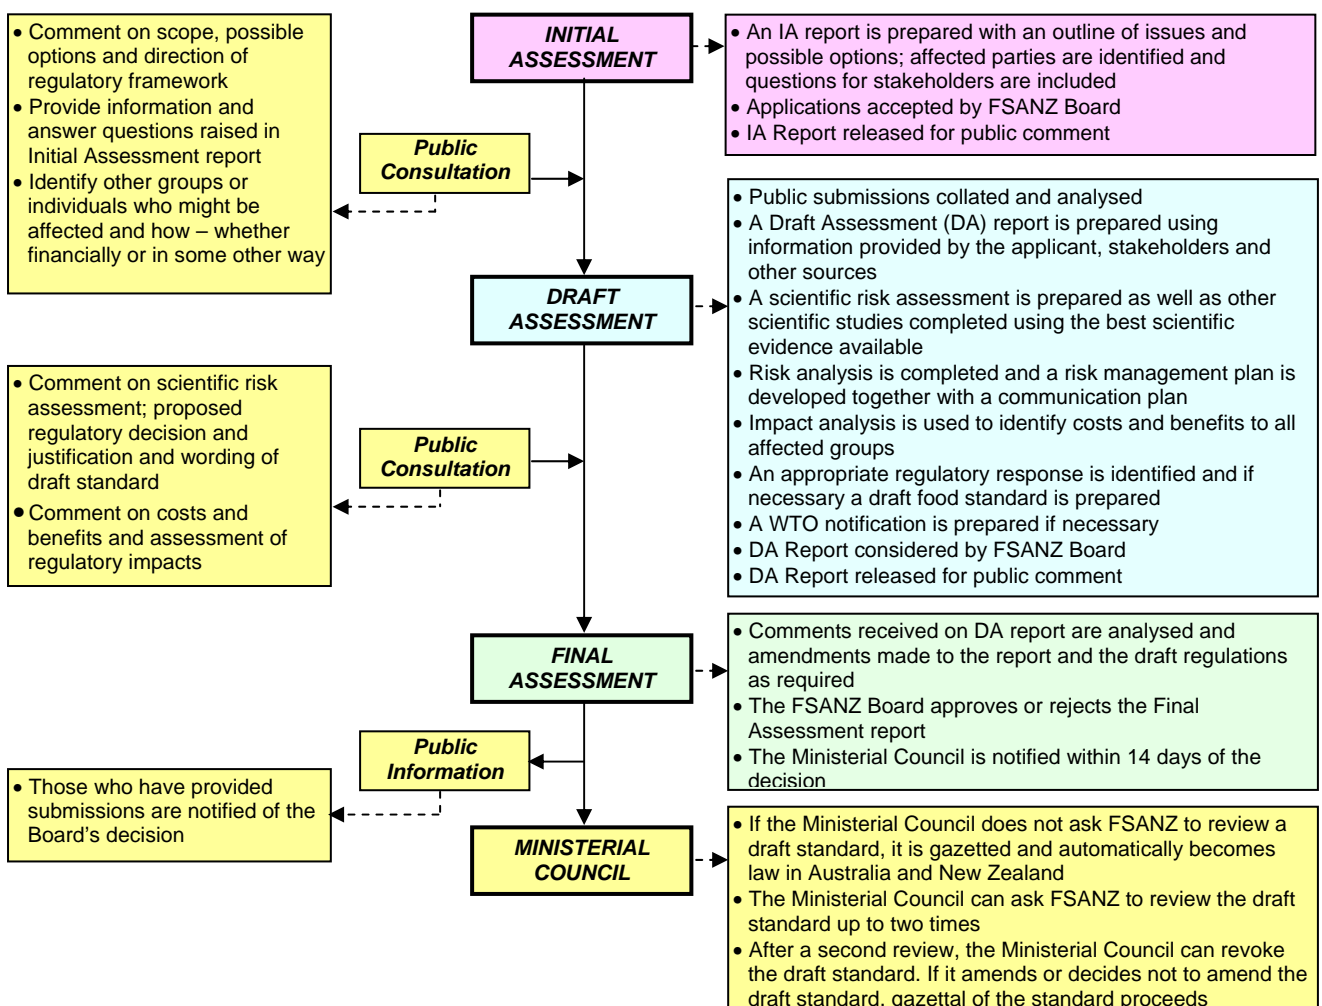 • Comment on scope, possible
options and direction of
regulatory framework
• Provide information and
answer questions raised in
Initial Assessment report
• Identify other groups or
individuals who might be
affected and how – whether
financially or in some other way
INITIAL
ASSESSMENT
• An IA report is prepared with an outline of issues and
possible options; affected parties are identified and
questions for stakeholders are included
• Applications accepted by FSANZ Board
• IA Report released for public comment
Public
Consultation
DRAFT
ASSESSMENT
• Public submissions collated and analysed
• A Draft Assessment (DA) report is prepared using
information provided by the applicant, stakeholders and
other sources
• A scientific risk assessment is prepared as well as other
scientific studies completed using the best scientific
evidence available
• Risk analysis is completed and a risk management plan is
developed together with a communication plan
• Impact analysis is used to identify costs and benefits to all
affected groups
• An appropriate regulatory response is identified and if
necessary a draft food standard is prepared
• A WTO notification is prepared if necessary
• DA Report considered by FSANZ Board
• DA Report released for public comment
• Comment on scientific risk
assessment; proposed
regulatory decision and
justification and wording of
draft standard
• Comment on costs and
benefits and assessment of
regulatory impacts
Public
Consultation
FINAL
ASSESSMENT
• Comments received on DA report are analysed and
amendments made to the report and the draft regulations
as required
• The FSANZ Board approves or rejects the Final
Assessment report
• The Ministerial Council is notified within 14 days of the
decision
Public
Information
• Those who have provided
submissions are notified of the
Board's decision
MINISTERIAL
COUNCIL
• If the Ministerial Council does not ask FSANZ to review a
draft standard, it is gazetted and automatically becomes
law in Australia and New Zealand
• The Ministerial Council can ask FSANZ to review the draft
standard up to two times
• After a second review, the Ministerial Council can revoke
the draft standard. If it amends or decides not to amend the
draft standard, gazettal of the standard proceeds